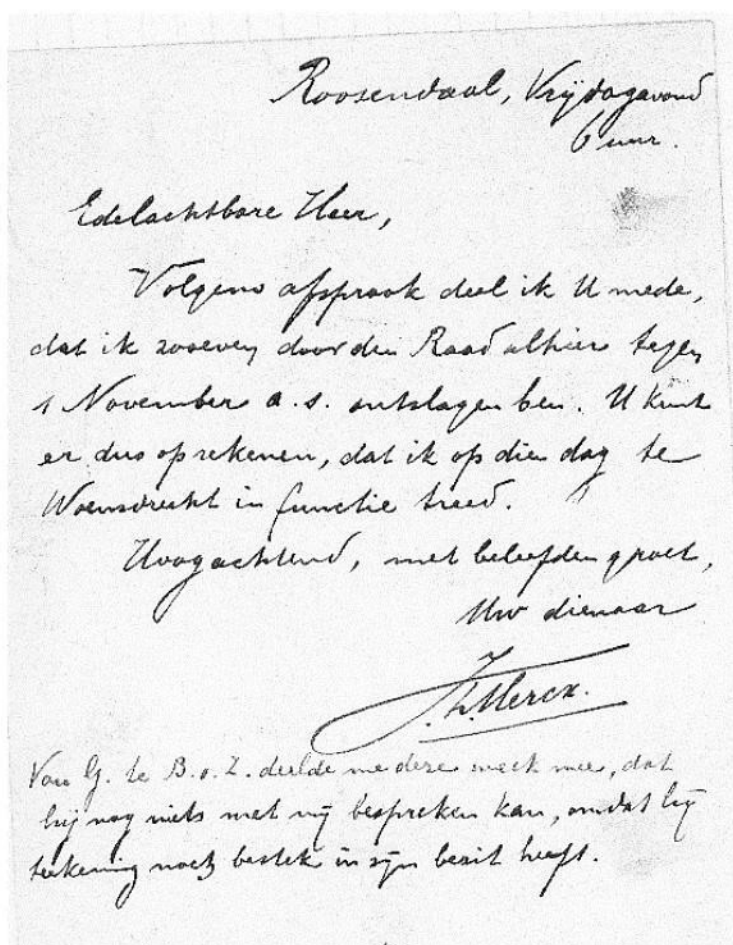 Roosendaal, Vrijdagavond
6 uur.
Edelachtbare Heer,
Volgens afspraak deel ik U mede,
dat ik zooeven door den Raad alhier tegen
1 November a.s. ontslagen ben. U kunt
er dus op rekenen, dat ik op dien dag te
Woensdrecht in functie treed.
Hoogachtend, met beleefden groet,
Uw dienaar
Merck.
Van G. te B.o.Z. deelde me deze week mee, dat
hij nog niets met mij bespreken kan, omdat hij
teekening noch bestek in zijn bezit heeft.